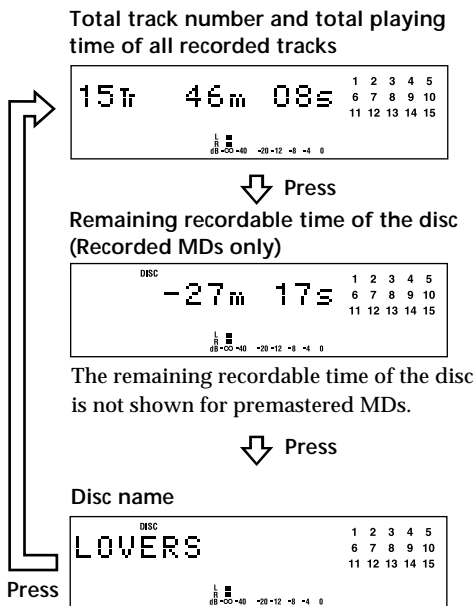 Total track number and total playing
time of all recorded tracks
15Tr 46m 08s
1 2 3 4 5
6 7 8 9 10
11 12 13 14 15
L
R
dB -∞ -40 -20 -12 -8 -4 0
Press
Remaining recordable time of the disc
(Recorded MDs only)
DISC
-27m 17s
1 2 3 4 5
6 7 8 9 10
11 12 13 14 15
L
R
dB -∞ -40 -20 -12 -8 -4 0
The remaining recordable time of the disc
is not shown for premastered MDs.
Press
Disc name
DISC
LOVERS
1 2 3 4 5
6 7 8 9 10
11 12 13 14 15
L
R
dB -∞ -40 -20 -12 -8 -4 0
Press